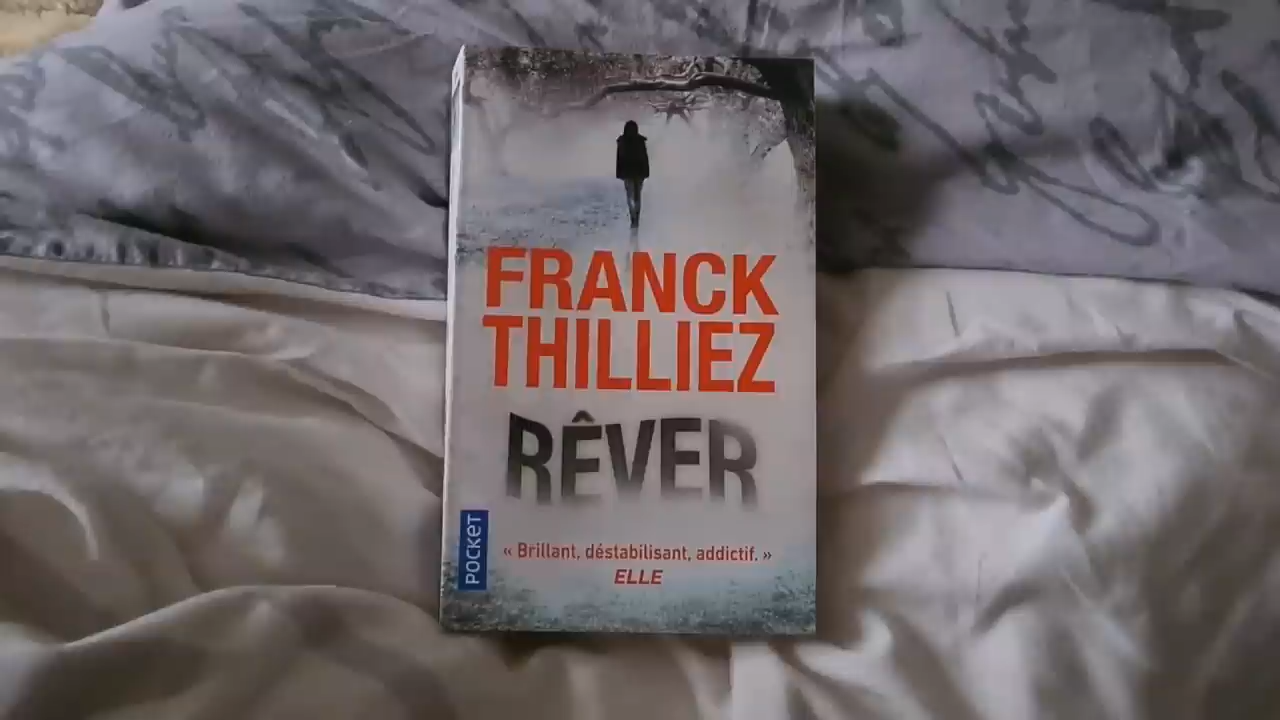 FRANCK
THILLIEZ
RÊVER
« Brillant, déstabilisant, addictif. »
ELLE
POCKET